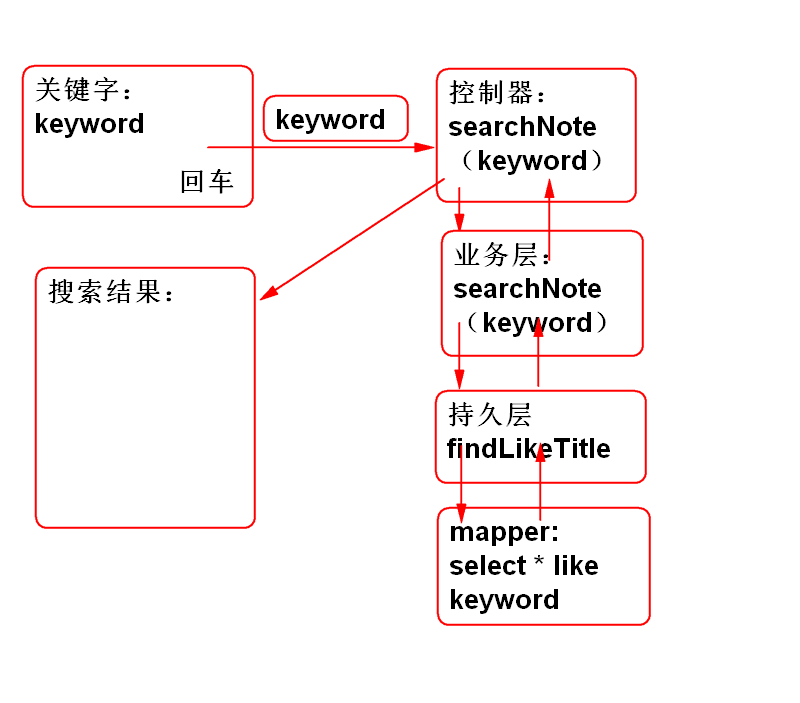 关键字：
keyword
回车
keyword
控制器：
searchNote
（keyword）
搜索结果：
业务层：
searchNote
（keyword）
持久层
findLikeTitle
mapper:
select * like
keyword